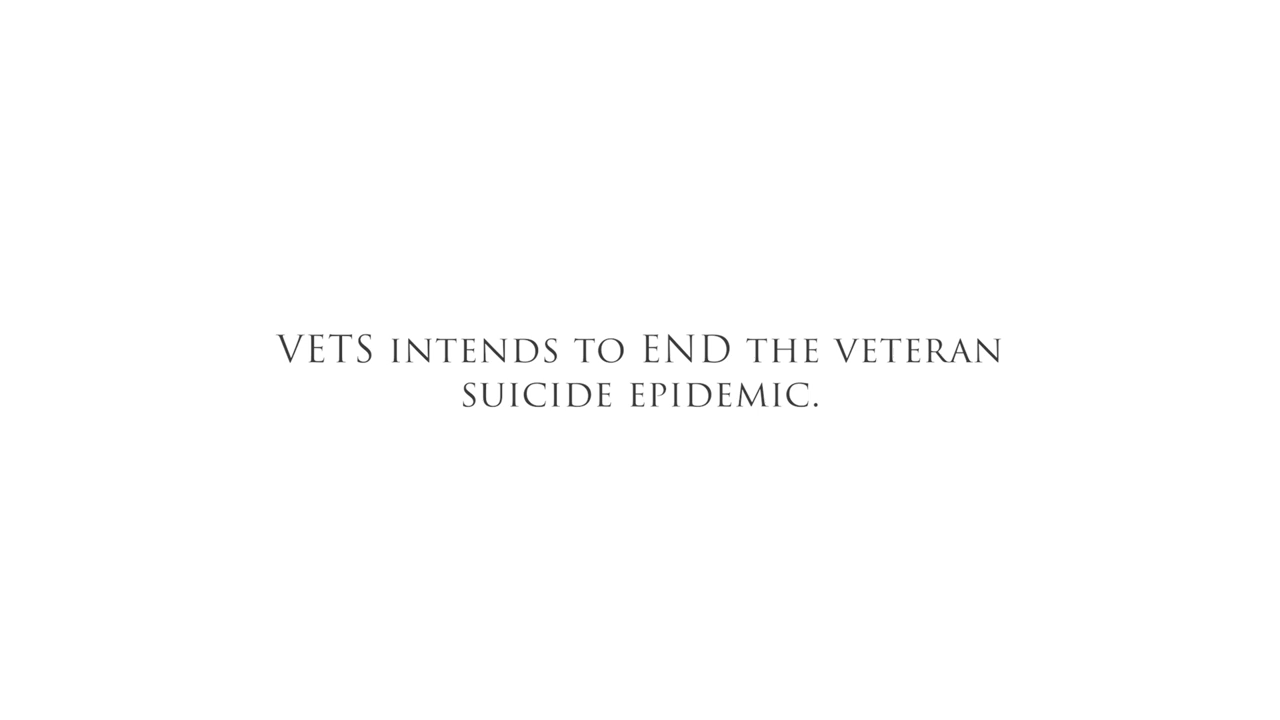 VETS INTENDS TO END THE VETERAN
SUICIDE EPIDEMIC.